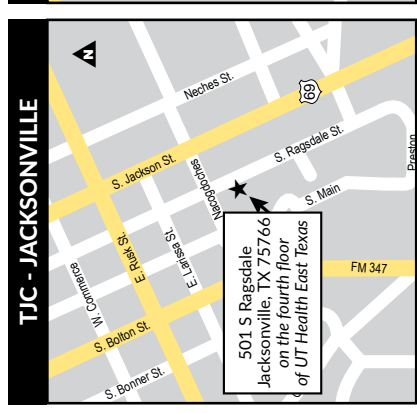 TJC - JACKSONVILLE
N
Neches St.
69
S. Jackson St.
S. Ragsdale St.
Nacogdoches
S. Main
Preston
W. Commerce
E. Rusk St.
E. Larissa St.
S. Bolton St.
S. Bonner St.
FM 347
501 S Ragsdale
Jacksonville, TX 75766
on the fourth floor
of UT Health East Texas